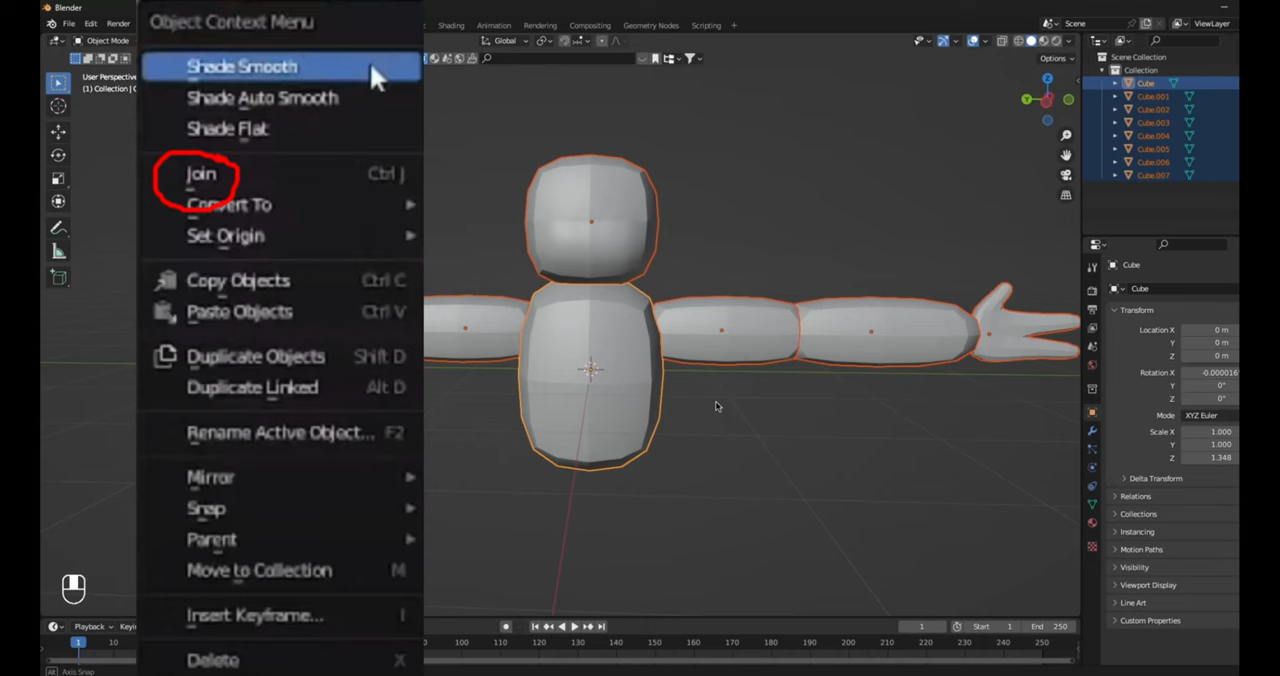 Blender
File Edit Render
Shading Animation Rendering Compositing Geometry Nodes Scripting +
Scene
ViewLayer
Object Mode
Global
Options
User Perspective
(1) Collection | C
Object Context Menu
Shade Smooth
Shade Auto Smooth
Shade Flat
Join Ctrl J
Convert To
Set Origin
Copy Objects Ctrl C
Paste Objects Ctrl V
Duplicate Objects Shift D
Duplicate Linked Alt D
Rename Active Object... F2
Mirror
Snap
Parent
Move to Collection M
Insert Keyframe... I
Delete X
Z
Y
Scene Collection
Collection
Cube
Cube.001
Cube.002
Cube.003
Cube.004
Cube.005
Cube.006
Cube.007
Cube
Cube
Transform
Location X 0 m
Y 0 m
Z 0 m
Rotation X -0.000016
Y 0°
Z 0°
Mode XYZ Euler
Scale X 1.000
Y 1.000
Z 1.348
Delta Transform
Relations
Collections
Instancing
Motion Paths
Visibility
Viewport Display
Line Art
Custom Properties
Playback Keyin
1 Start 1 End 250
1 10 100 110 120 130 140 150 160 170 180 190 200 210 220 230 240 250
Alt Axis Snap